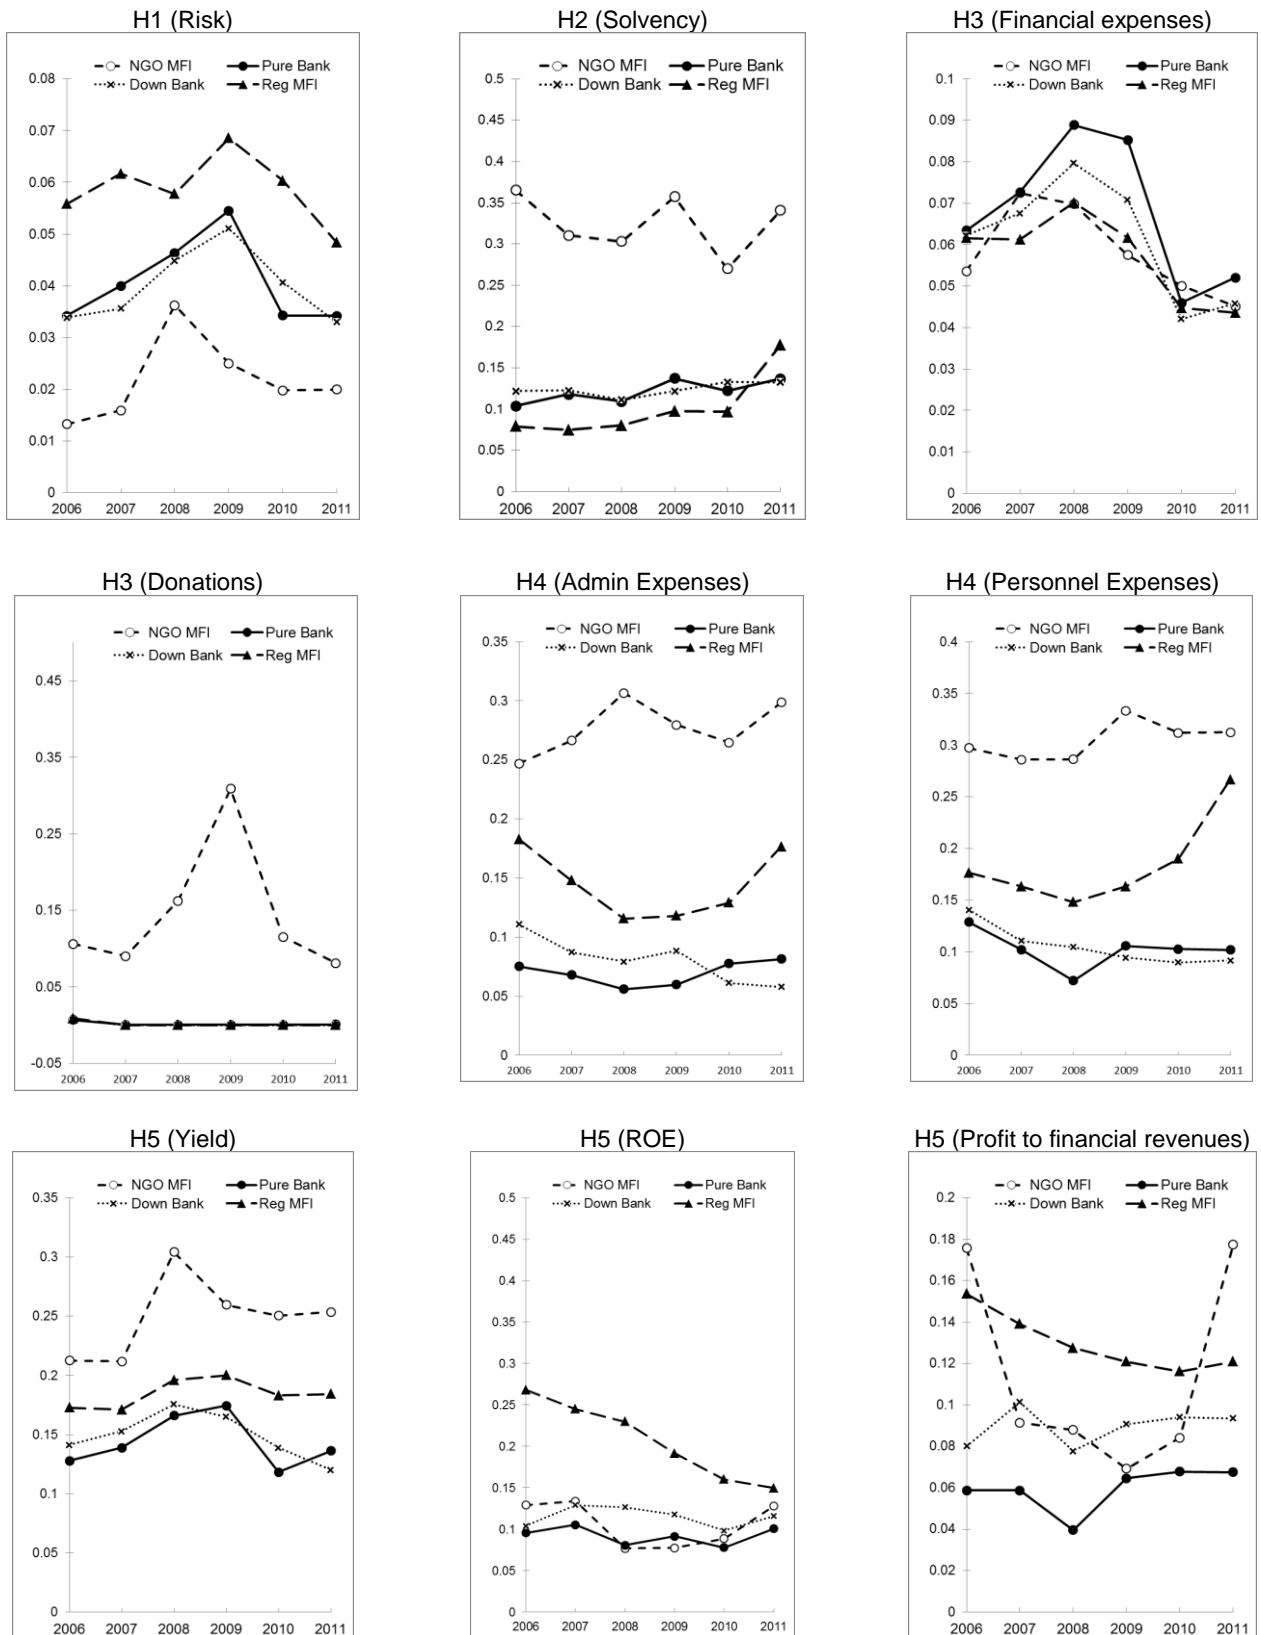 H1 (Risk)
NGO MFI Pure Bank
Down Bank Reg MFI
0.08
0.07
0.06
0.05
0.04
0.03
0.02
0.01
0
2006 2007 2008 2009 2010 2011
H2 (Solvency)
NGO MFI Pure Bank
Down Bank Reg MFI
0.5
0.45
0.4
0.35
0.3
0.25
0.2
0.15
0.1
0.05
0
2006 2007 2008 2009 2010 2011
H3 (Financial expenses)
NGO MFI Pure Bank
Down Bank Reg MFI
0.1
0.09
0.08
0.07
0.06
0.05
0.04
0.03
0.02
0.01
0
2006 2007 2008 2009 2010 2011
H3 (Donations)
NGO MFI Pure Bank
Down Bank Reg MFI
0.45
0.35
0.25
0.15
0.05
-0.05
2006 2007 2008 2009 2010 2011
H4 (Admin Expenses)
NGO MFI Pure Bank
Down Bank Reg MFI
0.35
0.3
0.25
0.2
0.15
0.1
0.05
0
2006 2007 2008 2009 2010 2011
H4 (Personnel Expenses)
NGO MFI Pure Bank
Down Bank Reg MFI
0.4
0.35
0.3
0.25
0.2
0.15
0.1
0.05
0
2006 2007 2008 2009 2010 2011
H5 (Yield)
NGO MFI Pure Bank
Down Bank Reg MFI
0.35
0.3
0.25
0.2
0.15
0.1
0.05
0
2006 2007 2008 2009 2010 2011
H5 (ROE)
NGO MFI Pure Bank
Down Bank Reg MFI
0.5
0.45
0.4
0.35
0.3
0.25
0.2
0.15
0.1
0.05
0
2006 2007 2008 2009 2010 2011
H5 (Profit to financial revenues)
NGO MFI Pure Bank
Down Bank Reg MFI
0.2
0.18
0.16
0.14
0.12
0.1
0.08
0.06
0.04
0.02
0
2006 2007 2008 2009 2010 2011